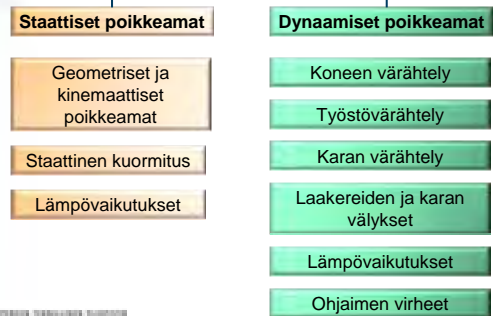 Staattiset poikkeamat
Geometriset ja
kinemaattiset
poikkeamat
Staattinen kuormitus
Lämpövaikutukset
Dynaamiset poikkeamat
Koneen värähtely
Työstövärähtely
Karan värähtely
Laakereiden ja karan
välykset
Lämpövaikutukset
Ohjaimen virheet